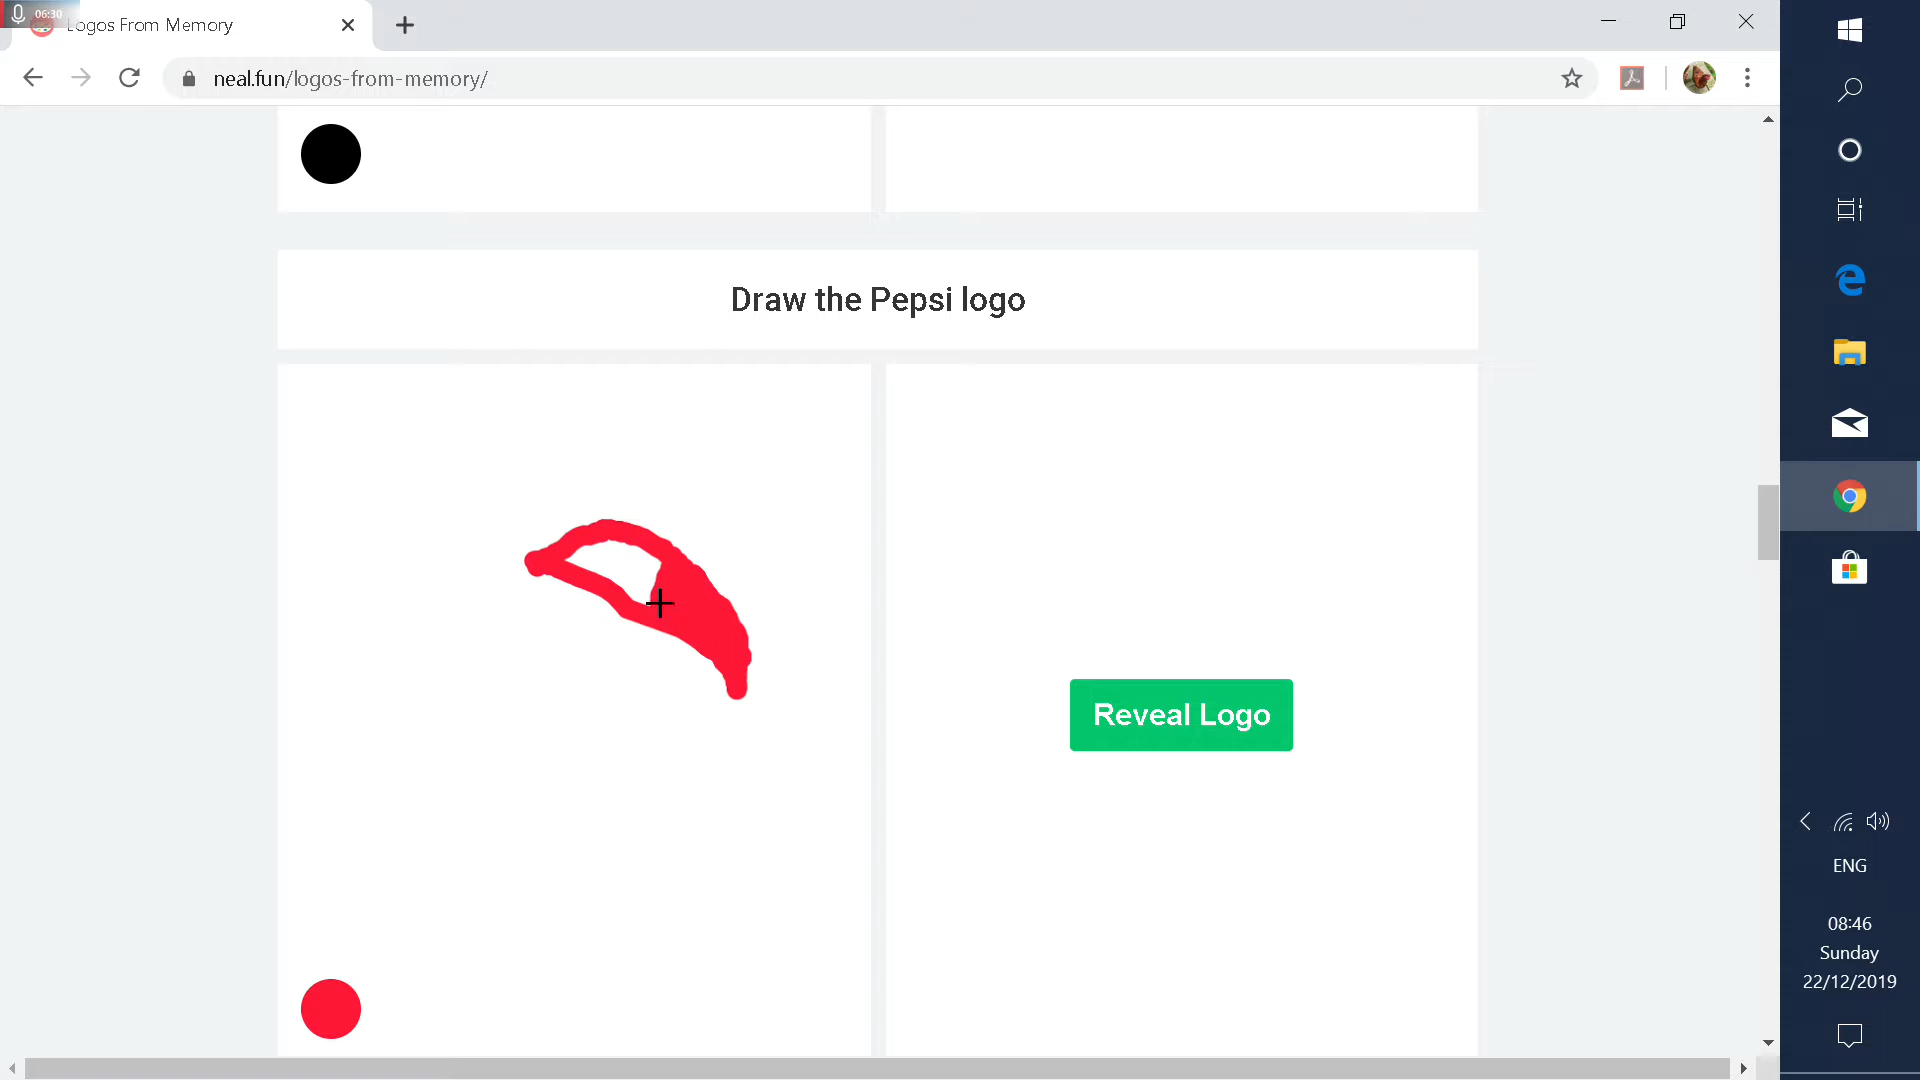 06:30
Logos From Memory
neal.fun/logos-from-memory/
Draw the Pepsi logo
Reveal Logo
ENG
08:46
Sunday
22/12/2019